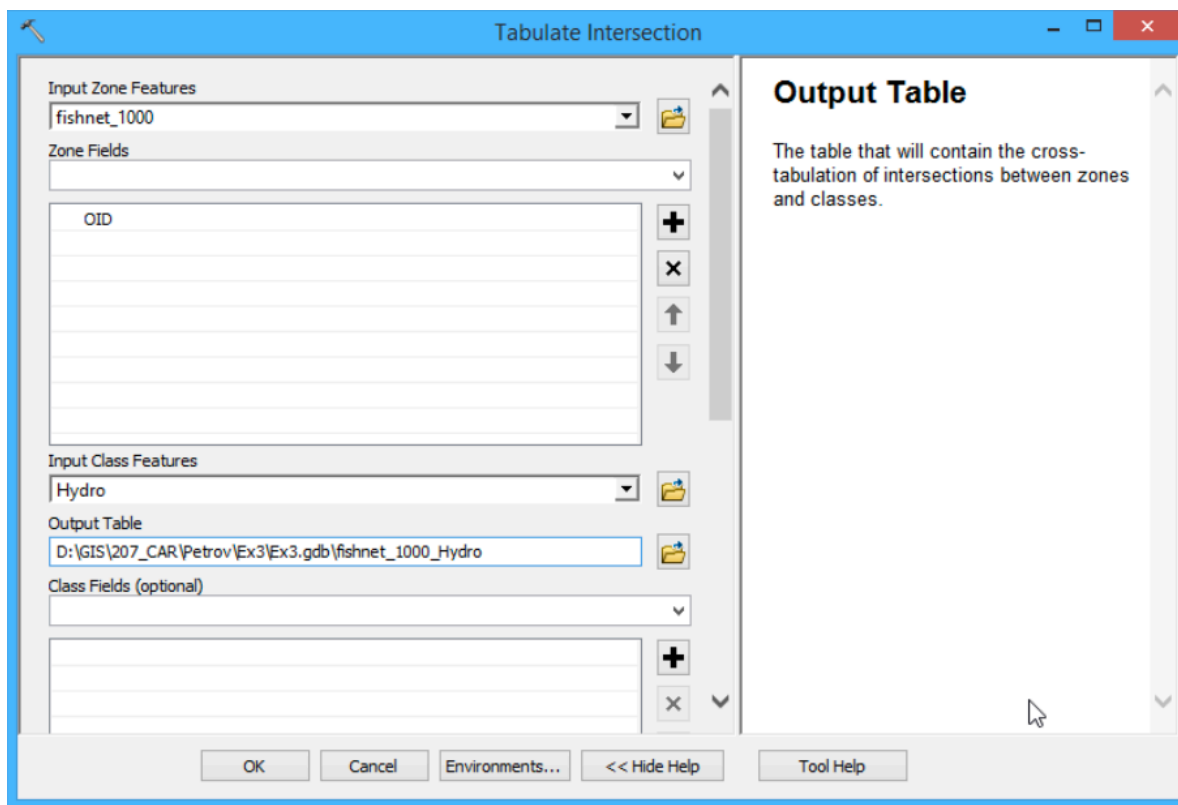 Tabulate Intersection
Input Zone Features
fishnet_1000
Zone Fields
OID
Input Class Features
Hydro
Output Table
D:\GIS\207_CAR\Petrov\Ex3\Ex3.gdb\fishnet_1000_Hydro
Class Fields (optional)
Output Table
The table that will contain the cross-
tabulation of intersections between zones
and classes.
OK
Cancel
Environments...
<< Hide Help
Tool Help